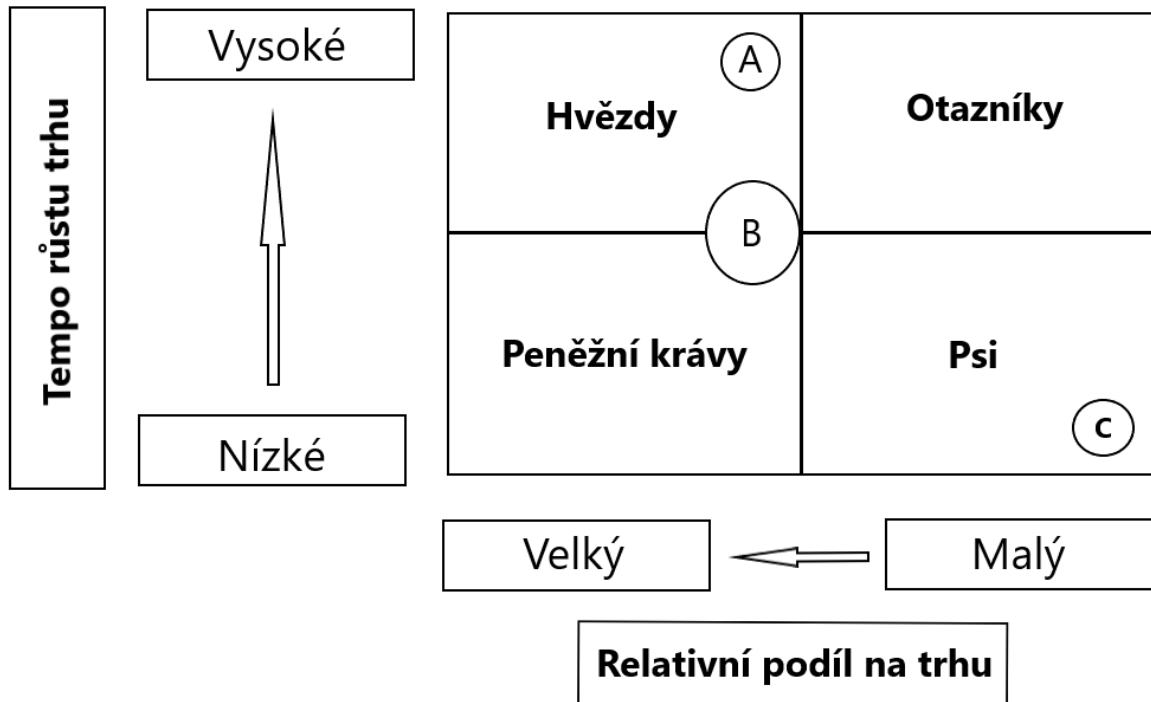 Tempo růstu trhu
Vysoké
Nízké
A
Hvězdy
Otazníky
B
Peněžní krávy
Psi
C
Velký
Malý
Relativní podíl na trhu